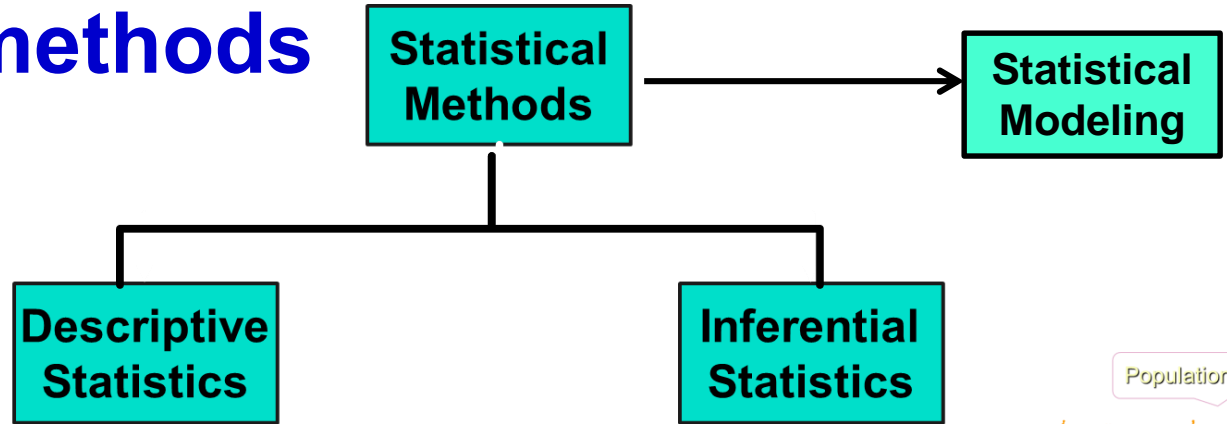 methods
Statistical
Methods
Statistical
Modeling
Descriptive
Statistics
Inferential
Statistics
Population